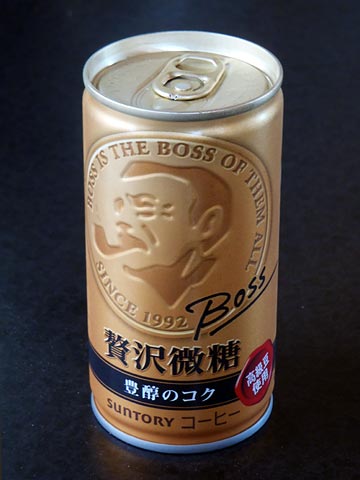 BOSS IS THE BOSS OF THEM ALL
SINCE 1992
BOSS
贅沢微糖
豊醇のコク
高級豆
使用
SUNTORY コーヒー